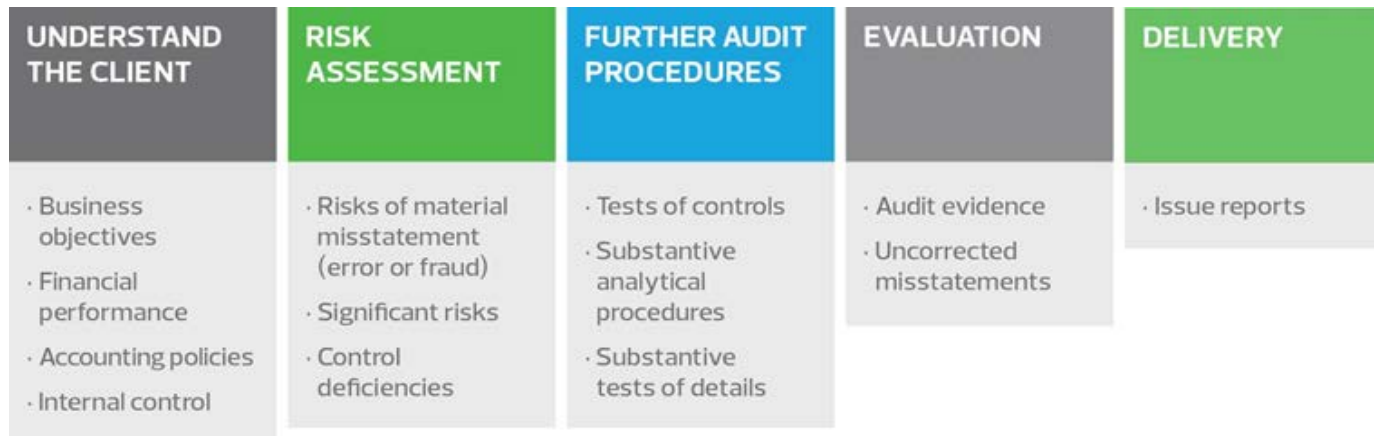 UNDERSTAND
THE CLIENT
· Business
objectives
· Financial
performance
· Accounting policies
· Internal control
RISK
ASSESSMENT
· Risks of material
misstatement
(error or fraud)
· Significant risks
· Control
deficiencies
FURTHER AUDIT
PROCEDURES
· Tests of controls
· Substantive
analytical
procedures
· Substantive
tests of details
EVALUATION
· Audit evidence
· Uncorrected
misstatements
DELIVERY
· Issue reports